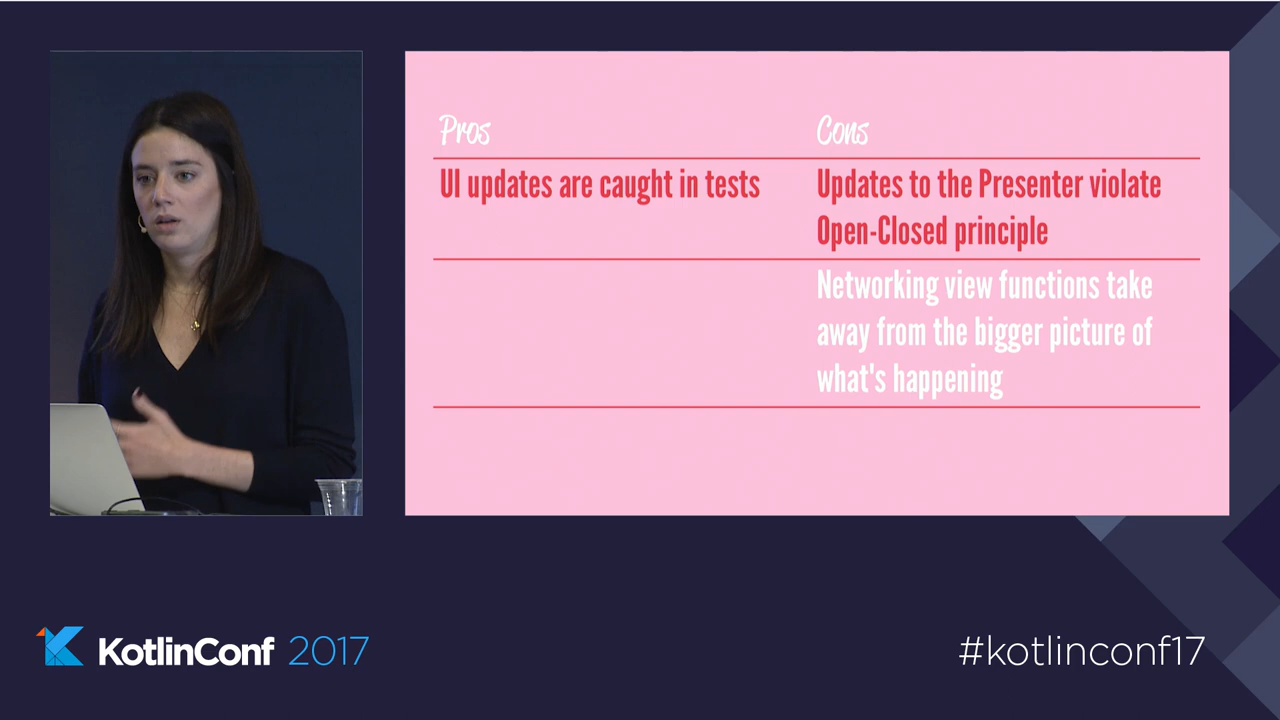 Pros
Cons
UI updates are caught in tests
Updates to the Presenter violate
Open-Closed principle
Networking view functions take
away from the bigger picture of
what's happening
KotlinConf 2017
#kotlinconf17